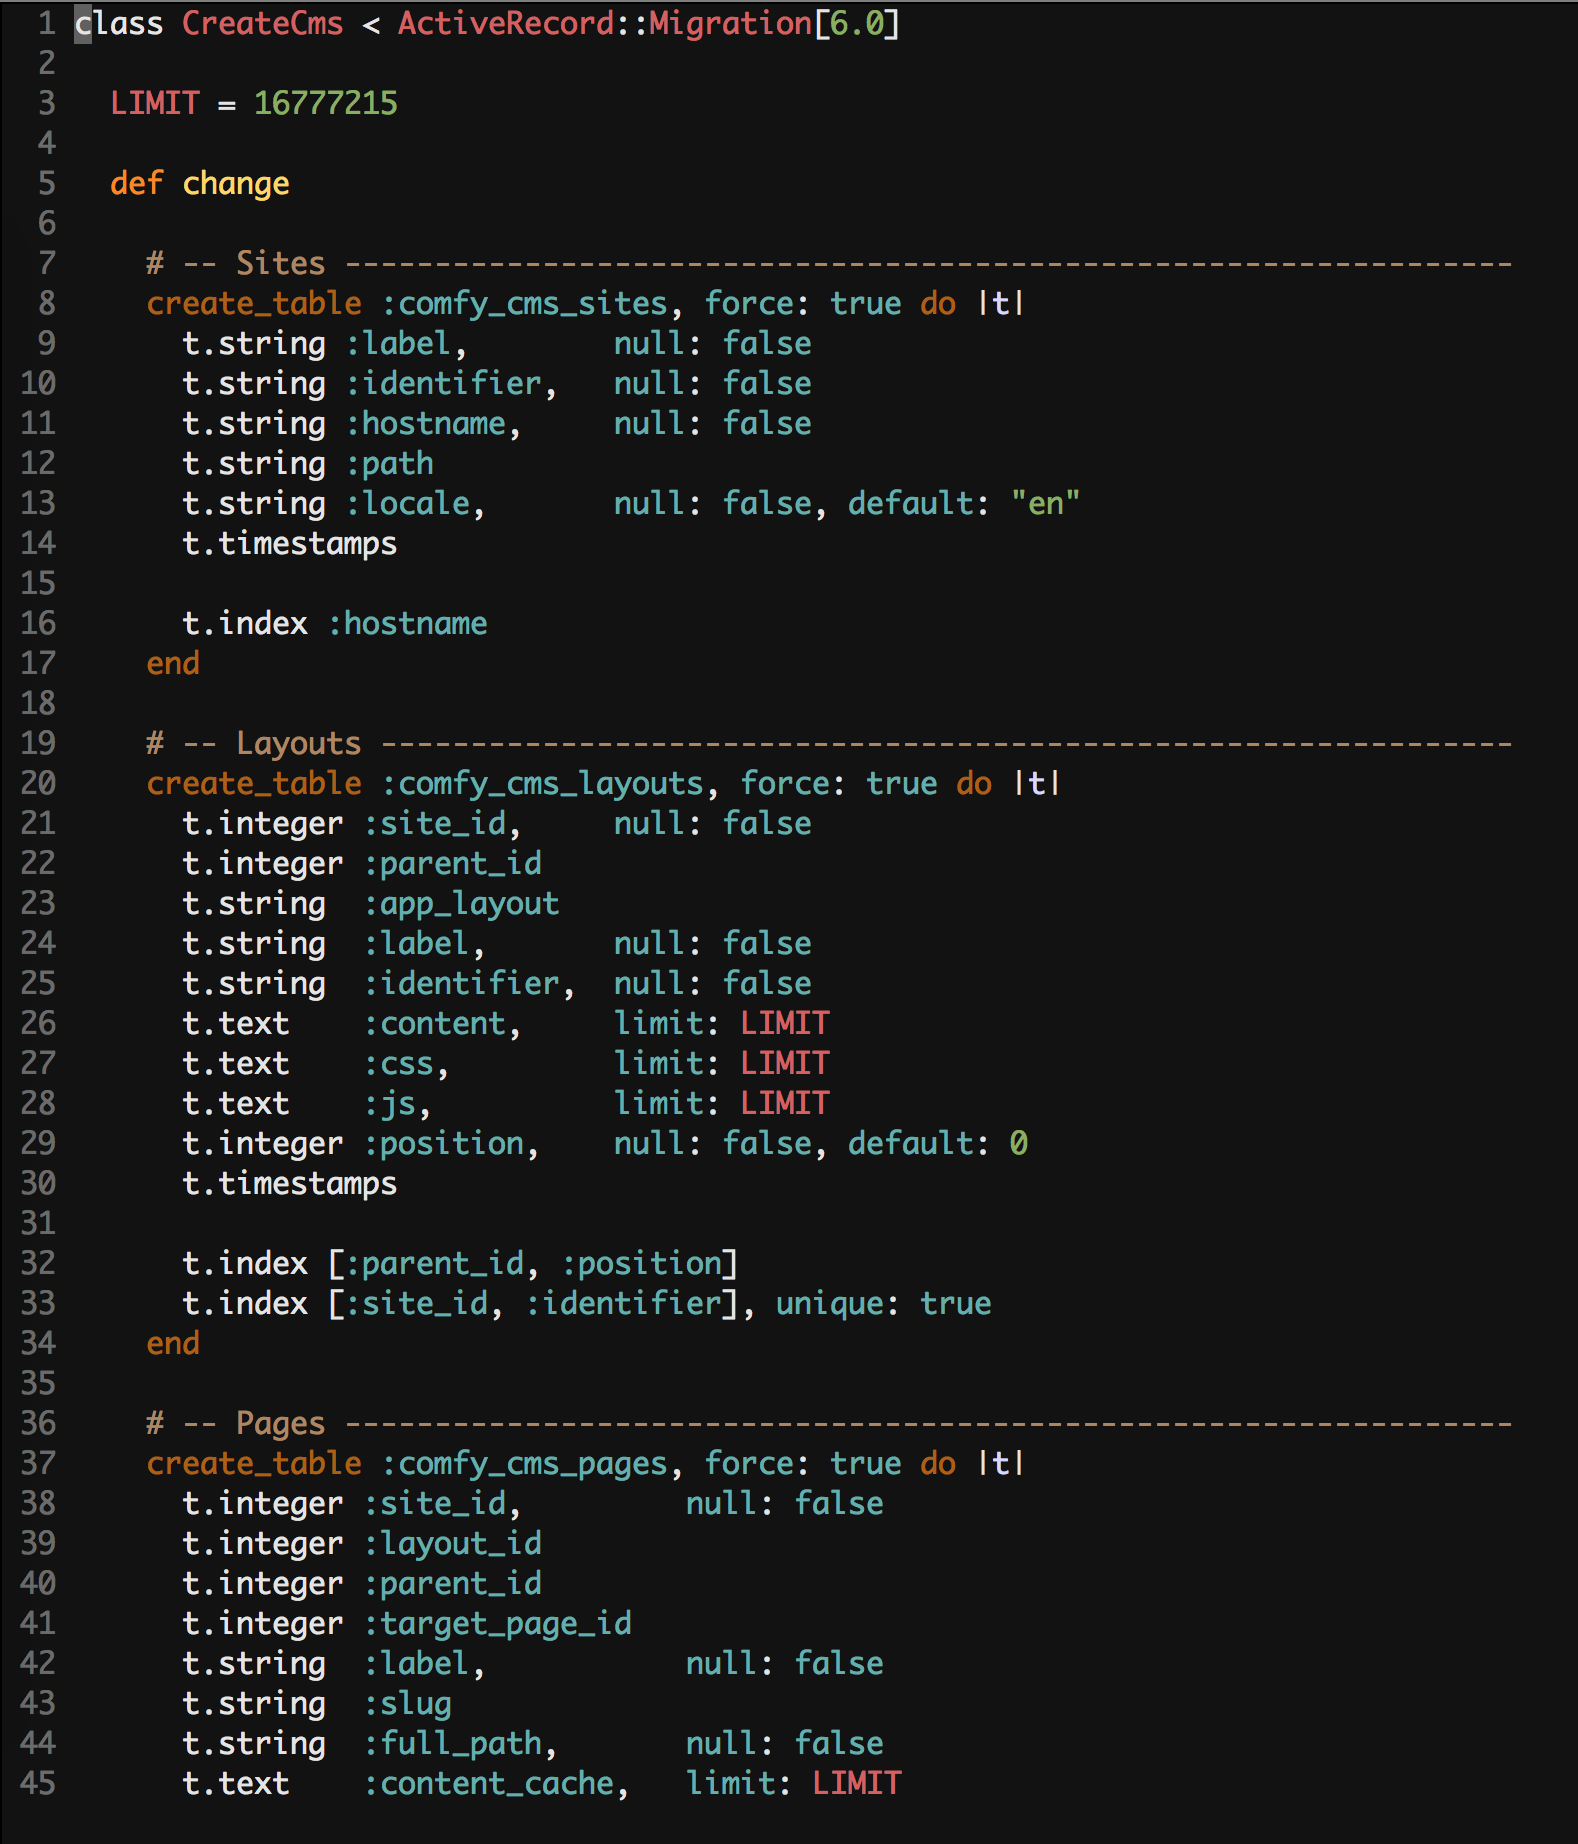 1 class CreateCms < ActiveRecord::Migration[6.0]
2
3   LIMIT = 16777215
4
5   def change
6
7     # -- Sites -----------------------------------------------------------------
8     create_table :comfy_cms_sites, force: true do |t|
9       t.string :label,        null: false
10       t.string :identifier,   null: false
11       t.string :hostname,     null: false
12       t.string :path
13       t.string :locale,       null: false, default: "en"
14       t.timestamps
15
16       t.index :hostname
17     end
18
19     # -- Layouts ---------------------------------------------------------------
20     create_table :comfy_cms_layouts, force: true do |t|
21       t.integer :site_id,     null: false
22       t.integer :parent_id
23       t.string  :app_layout
24       t.string  :label,       null: false
25       t.string  :identifier,  null: false
26       t.text    :content,     limit: LIMIT
27       t.text    :css,         limit: LIMIT
28       t.text    :js,          limit: LIMIT
29       t.integer :position,    null: false, default: 0
30       t.timestamps
31
32       t.index [:parent_id, :position]
33       t.index [:site_id, :identifier], unique: true
34     end
35
36     # -- Pages -----------------------------------------------------------------
37     create_table :comfy_cms_pages, force: true do |t|
38       t.integer :site_id,         null: false
39       t.integer :layout_id
40       t.integer :parent_id
41       t.integer :target_page_id
42       t.string  :label,           null: false
43       t.string  :slug
44       t.string  :full_path,       null: false
45       t.text    :content_cache,   limit: LIMIT